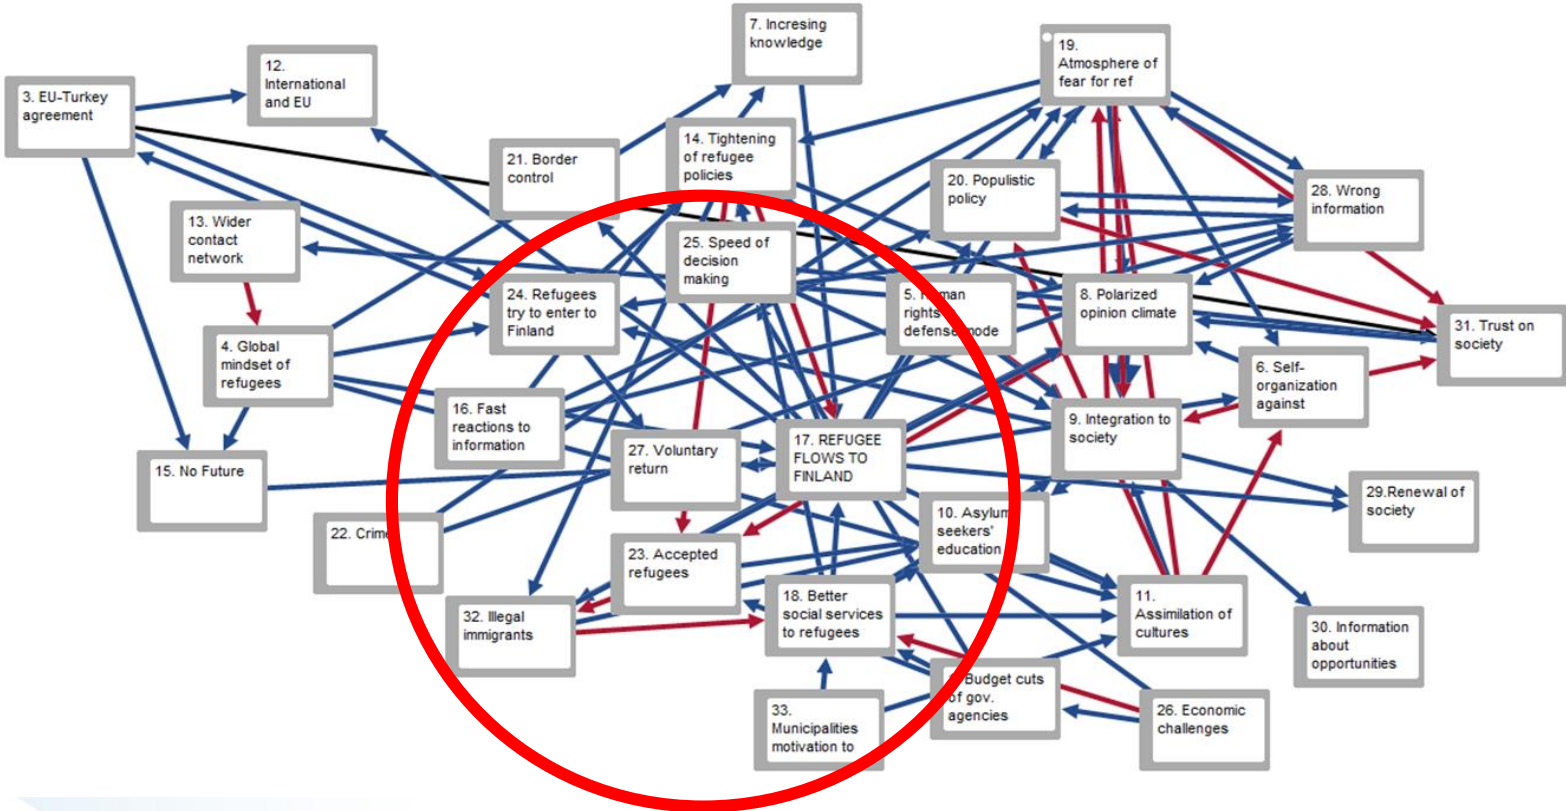 7. Incresing
knowledge
19.
Atmosphere of
fear for ref
12.
International
and EU
3. EU-Turkey
agreement
14. Tightening
of refugee
policies
21. Border
control
20. Populistic
policy
28. Wrong
information
13. Wider
contact
network
25. Speed of
decision
making
24. Refugees
try to enter to
Finland
5. Human
rights
defense mode
8. Polarized
opinion climate
31. Trust on
society
4. Global
mindset of
refugees
6. Self-
organization
against
16. Fast
reactions to
information
9. Integration to
society
17. REFUGEE
FLOWS TO
FINLAND
27. Voluntary
return
15. No Future
29.Renewal of
society
10. Asylum
seekers'
education
22. Crime
23. Accepted
refugees
18. Better
social services
to refugees
11.
Assimilation of
cultures
32. Illegal
immigrants
30. Information
about
opportunities
Budget cuts
of gov.
agencies
33.
Municipalities
motivation to
26. Economic
challenges